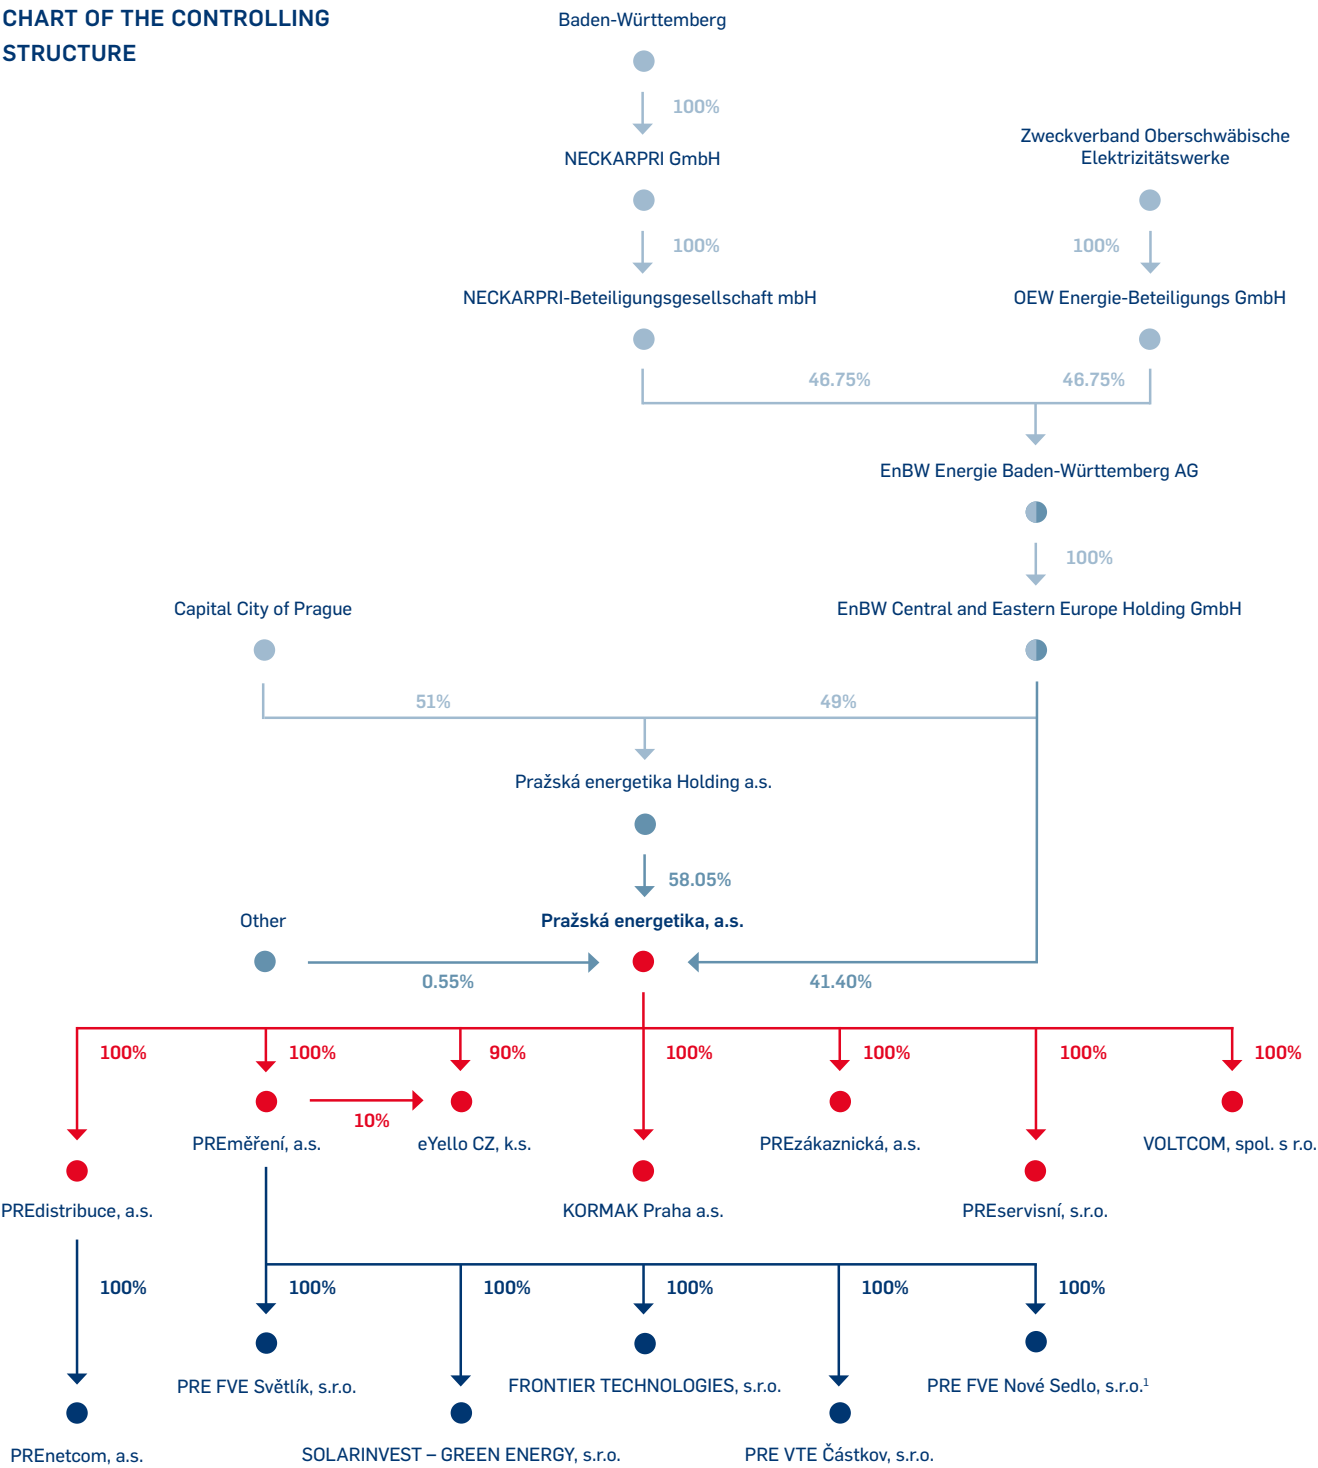 CHART OF THE CONTROLLING
STRUCTURE
Baden-Württemberg
100%
NECKARPRI GmbH
Zweckverband Oberschwäbische
Elektrizitätswerke
100%
100%
NECKARPRI-Beteiligungsgesellschaft mbH
OEW Energie-Beteiligungs GmbH
46.75%
46.75%
EnBW Energie Baden-Württemberg AG
100%
Capital City of Prague
EnBW Central and Eastern Europe Holding GmbH
51%
49%
Pražská energetika Holding a.s.
58.05%
Other
Pražská energetika, a.s.
0.55%
41.40%
100%
100%
90%
100%
100%
100%
100%
10%
PREměření, a.s.
eYello CZ, k.s.
PREzákaznická, a.s.
VOLTCOM, spol. s r.o.
PREdistribuce, a.s.
KORMAK Praha a.s.
PREservisní, s.r.o.
100%
100%
100%
100%
100%
100%
PRE FVE Světlík, s.r.o.
FRONTIER TECHNOLOGIES, s.r.o.
PRE FVE Nové Sedlo, s.r.o.¹
PREnetcom, a.s.
SOLARINVEST – GREEN ENERGY, s.r.o.
PRE VTE Částkov, s.r.o.